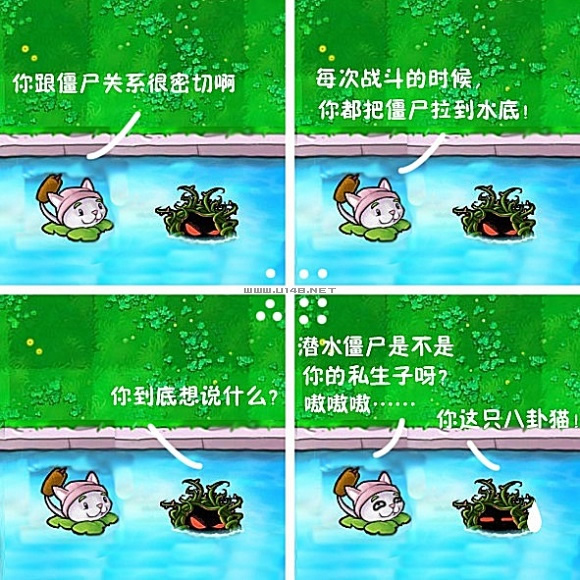 你跟僵尸关系很密切啊
每次战斗的时候,
你都把僵尸拉到水底!
WWW.U148.NET
你到底想说什么?
潜水僵尸是不是
你的私生子呀?
嗷嗷嗷……
你这只八卦猫!